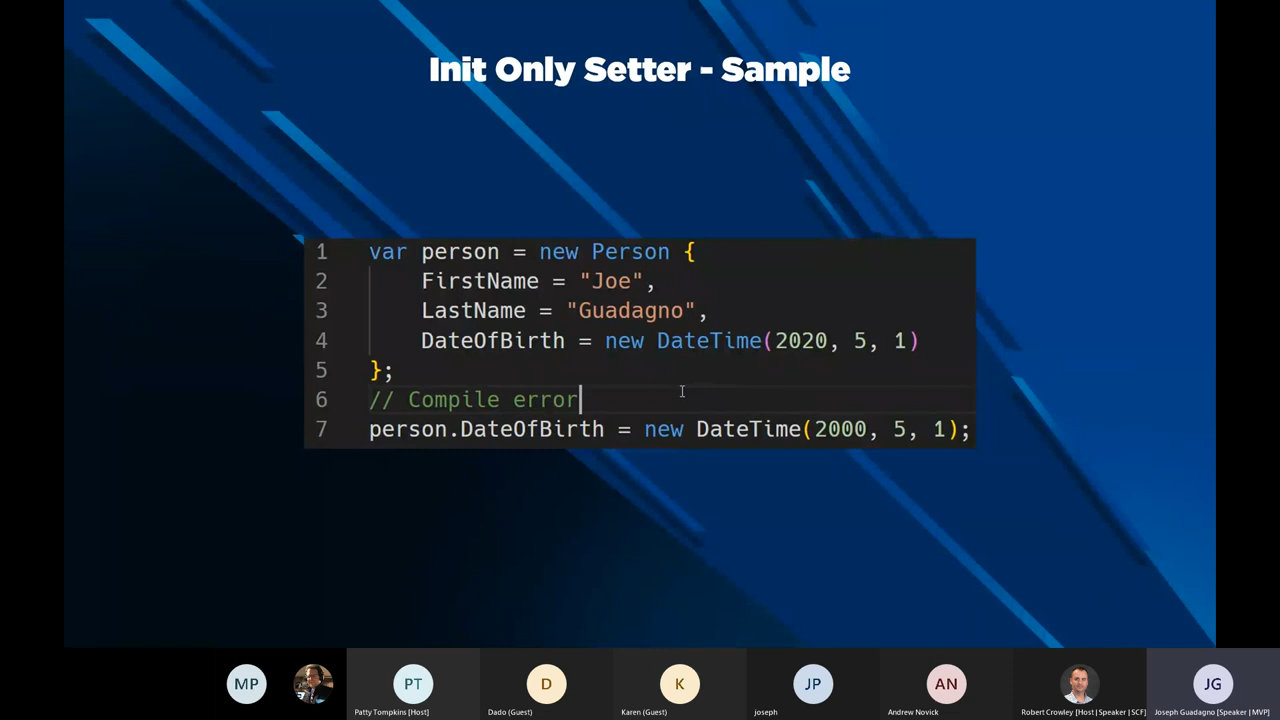 Init Only Setter - Sample
1 var person = new Person {
2 FirstName = "Joe",
3 LastName = "Guadagno",
4 DateOfBirth = new DateTime(2020, 5, 1)
5 };
6 // Compile error
7 person.DateOfBirth = new DateTime(2000, 5, 1);
MP PT D K JP AN JG
Patty Tompkins [Host] Dado (Guest) Karen (Guest) joseph Andrew Novick Robert Crowley [Host | Speaker | SCF] Joseph Guadagno [Speaker | MVP]